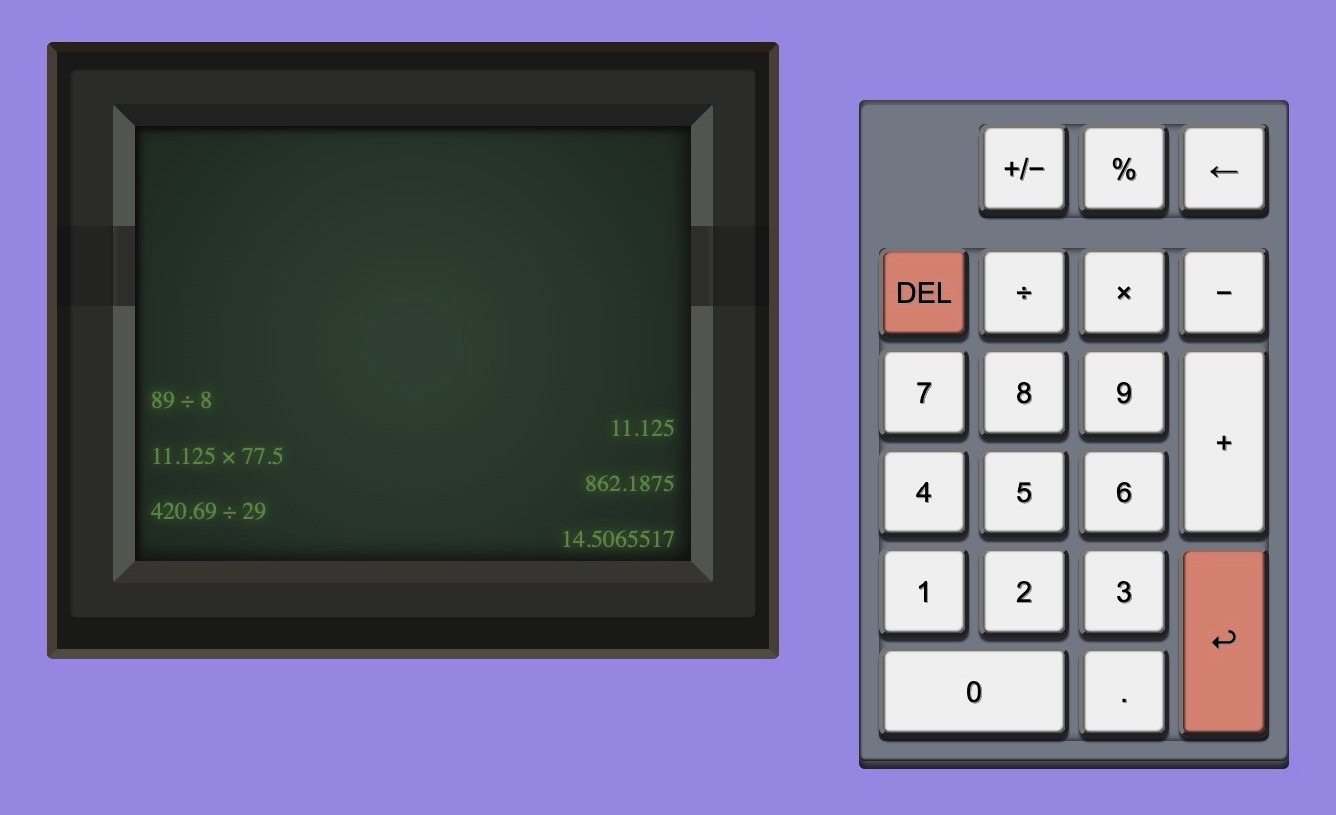 89 ÷ 8
11.125
11.125 × 77.5
862.1875
420.69 ÷ 29
14.5065517
+/− % ←
DEL ÷ × −
7 8 9
+
4 5 6
1 2 3
↩
0 .